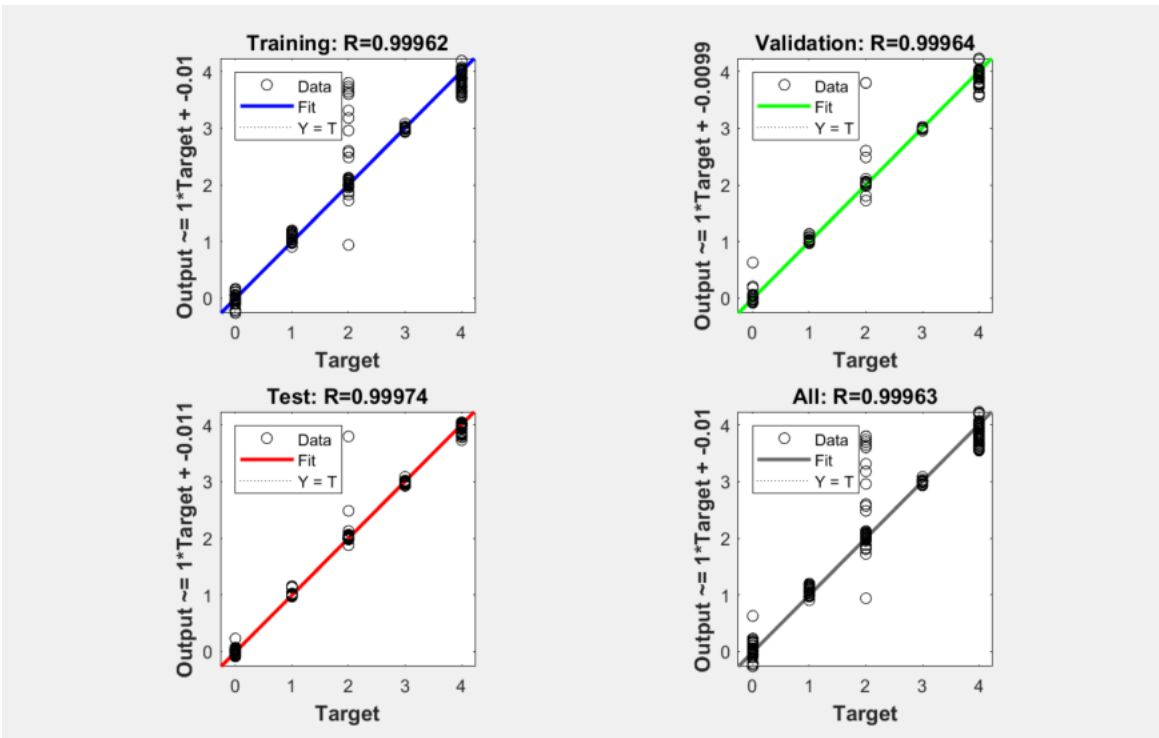 Training: R=0.99962
Output ~= 1*Target + -0.01
4
3
2
1
0
Data
Fit
Y = T
0 1 2 3 4
Target
Validation: R=0.99964
Output ~= 1*Target + -0.0099
4
3
2
1
0
Data
Fit
Y = T
0 1 2 3 4
Target
Test: R=0.99974
Output ~= 1*Target + -0.011
4
3
2
1
0
Data
Fit
Y = T
0 1 2 3 4
Target
All: R=0.99963
Output ~= 1*Target + -0.01
4
3
2
1
0
Data
Fit
Y = T
0 1 2 3 4
Target